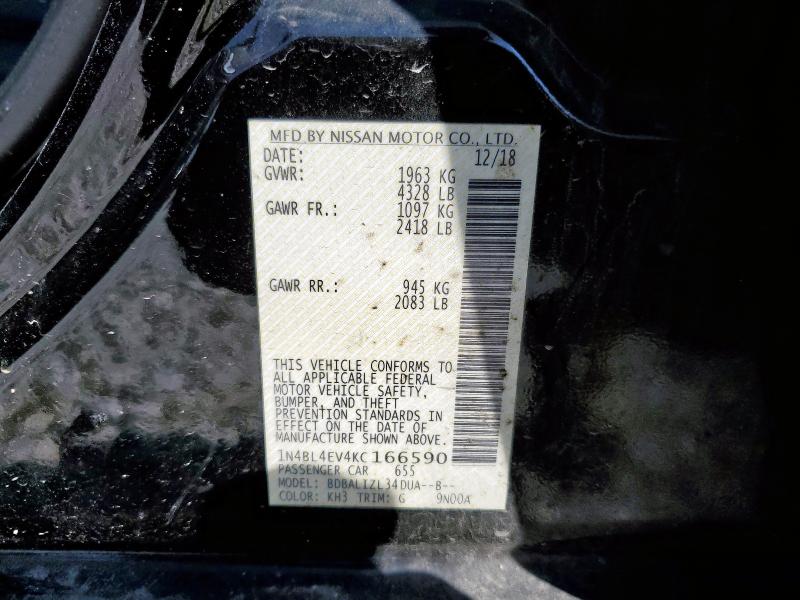 MFD BY NISSAN MOTOR CO., LTD.
DATE: 12/18
GVWR: 1963 KG
4328 LB
GAWR FR.: 1097 KG
2418 LB
GAWR RR.: 945 KG
2083 LB
THIS VEHICLE CONFORMS TO
ALL APPLICABLE FEDERAL
MOTOR VEHICLE SAFETY,
BUMPER, AND THEFT
PREVENTION STANDARDS IN
EFFECT ON THE DATE OF
MANUFACTURE SHOWN ABOVE.
1N4BL4EV4KC166590
PASSENGER CAR 655
MODEL: BDBALIZL34DUA--B--
COLOR: KH3 TRIM: G 9N00A